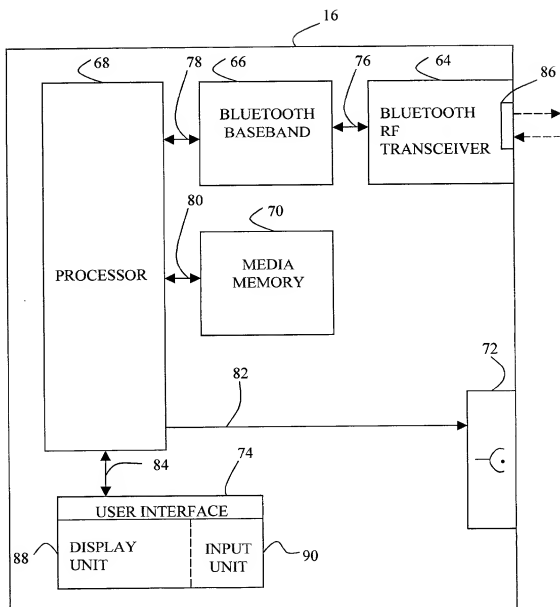 16
68
78
66
76
64
86
BLUETOOTH
BASEBAND
BLUETOOTH
RF
TRANSCEIVER
80
70
PROCESSOR
MEDIA
MEMORY
82
72
84
74
USER INTERFACE
88
DISPLAY
UNIT
INPUT
UNIT
90